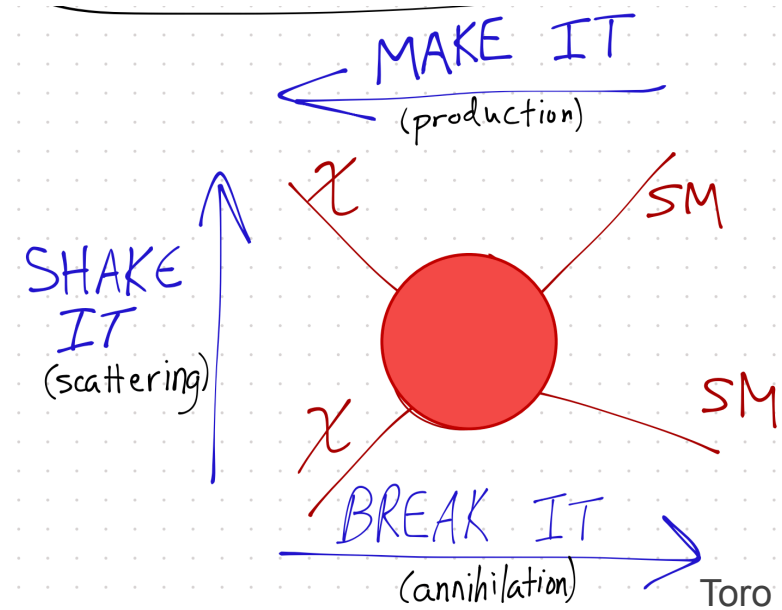 MAKE IT
(production)
χ
SM
SHAKE
IT
(scattering)
χ
SM
BREAK IT
(annihilation)
Toro